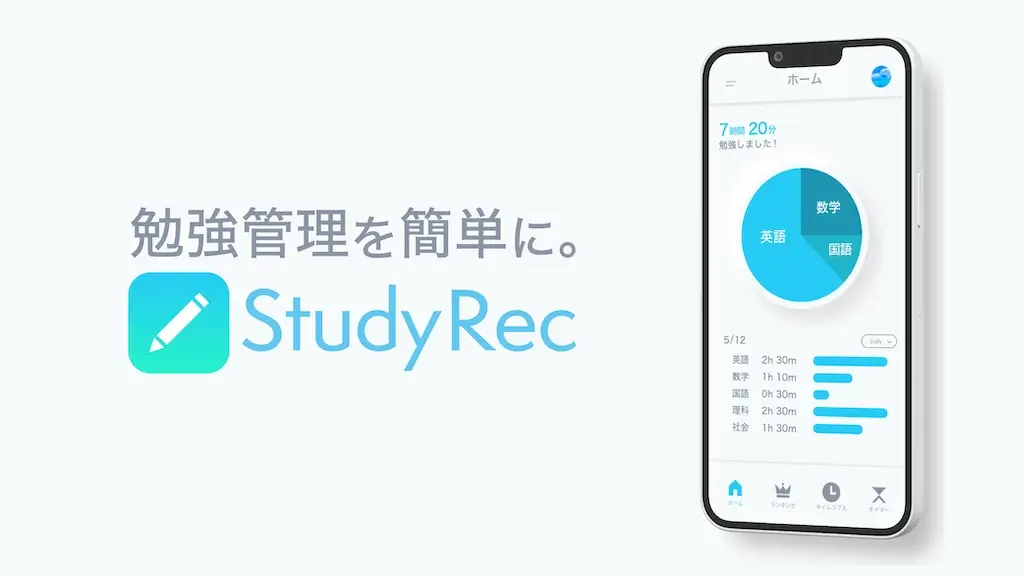 勉強管理を簡単に。
StudyRec
ホーム
7時間 20分
勉強しました！
数学
英語
国語
5/12
Daily
英語 2h 30m
数学 1h 10m
国語 0h 30m
理科 2h 30m
社会 1h 30m
ホーム ランキング タイムラプス タイマー